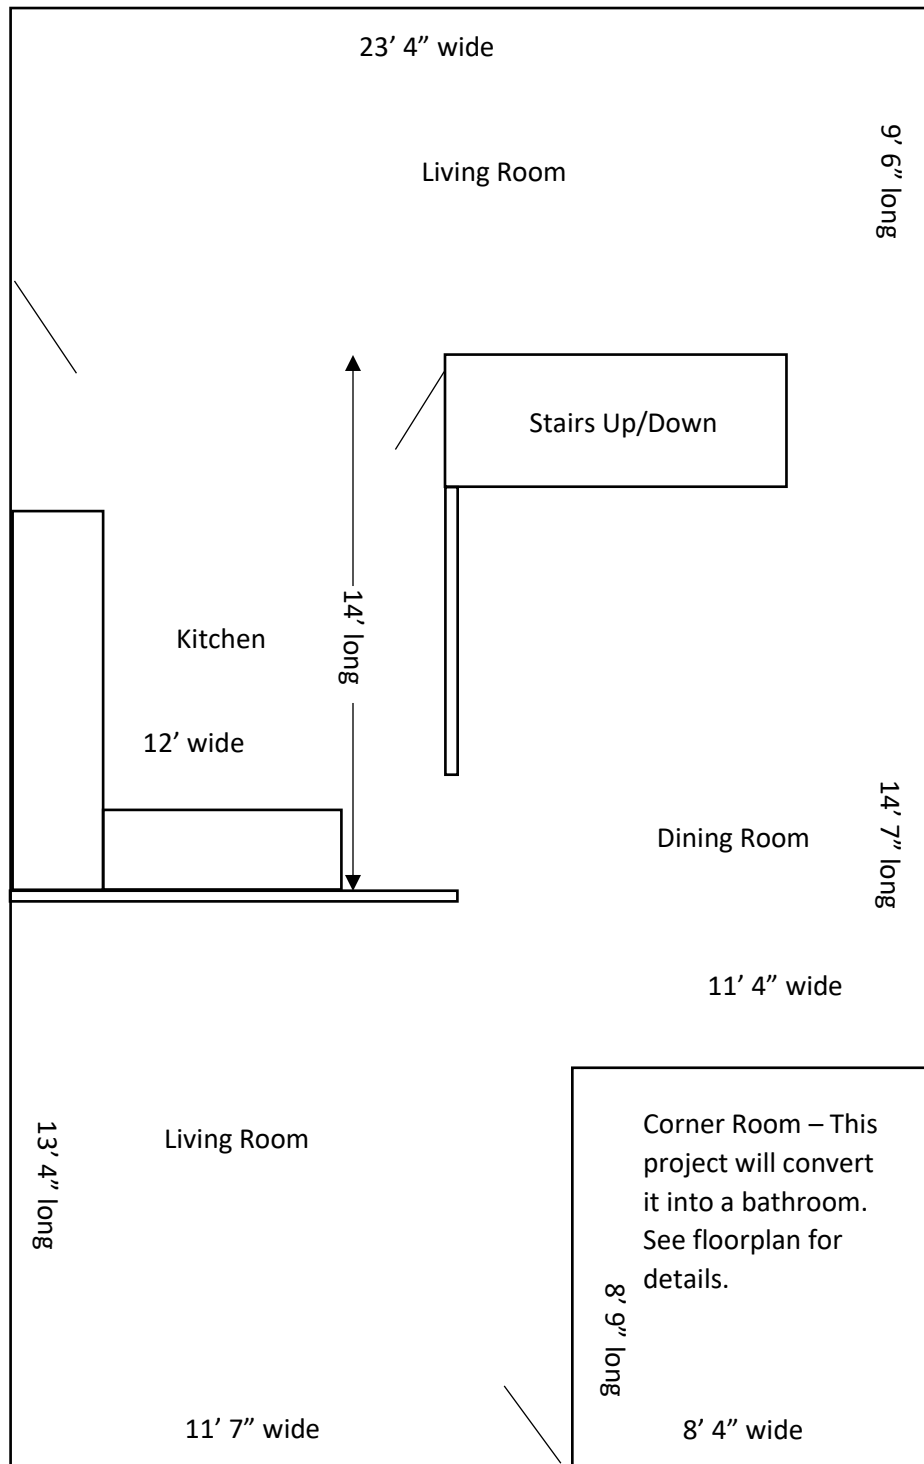 23’ 4” wide
9’ 6” long
Living Room
Stairs Up/Down
14’ long
Kitchen
12’ wide
Dining Room
14’ 7” long
11’ 4” wide
13’ 4” long
Living Room
Corner Room – This
project will convert
it into a bathroom.
See floorplan for
details.
8’ 9” long
11’ 7” wide
8’ 4” wide